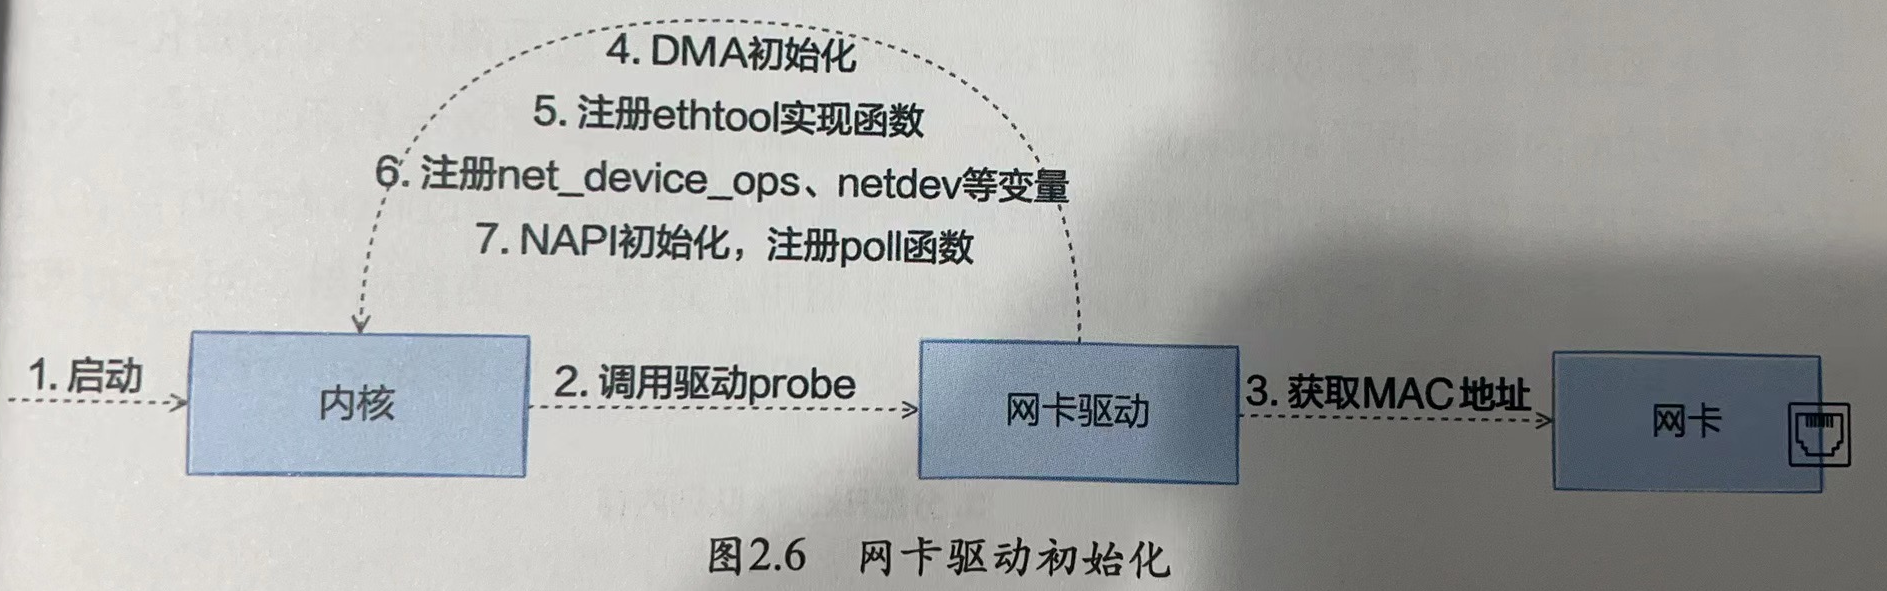 4. DMA初始化
5. 注册ethtool实现函数
6. 注册net_device_ops、netdev等变量
7. NAPI初始化，注册poll函数
1. 启动
内核
2. 调用驱动probe
网卡驱动
3. 获取MAC地址
网卡
图2.6 网卡驱动初始化